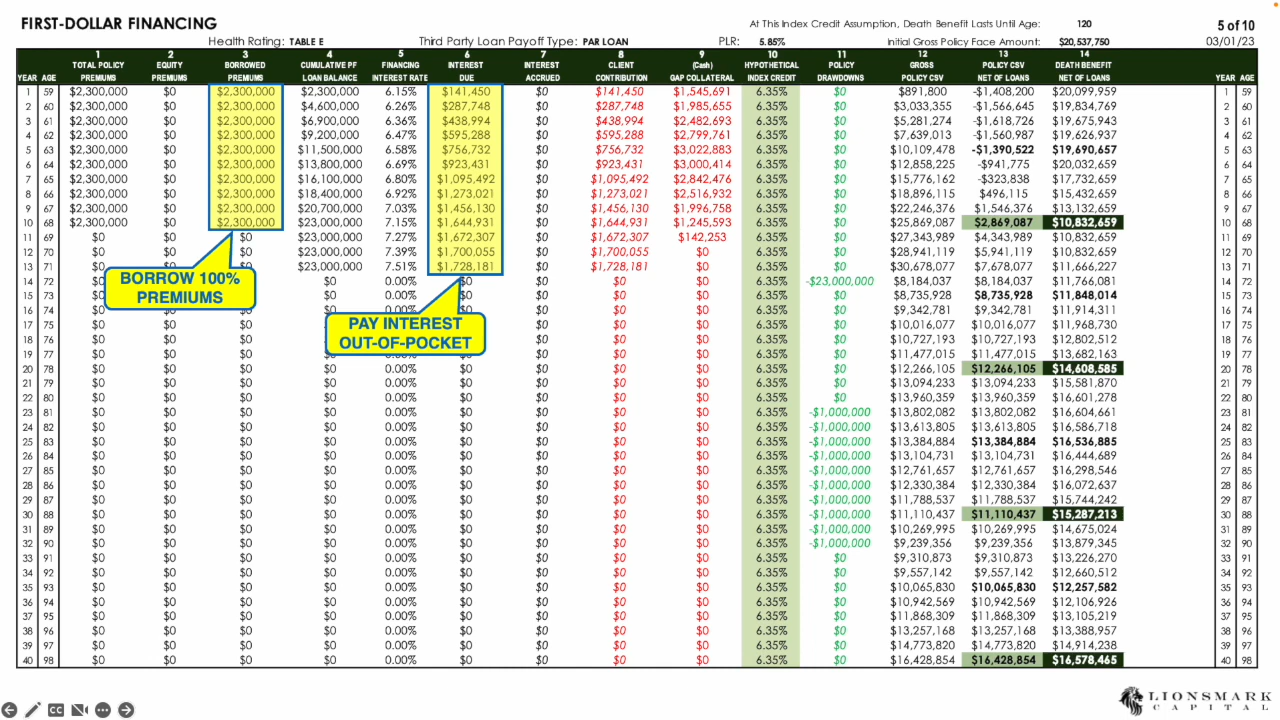 FIRST-DOLLAR FINANCING
At This Index Credit Assumption, Death Benefit Lasts Until Age: 120
5 of 10
Health Rating: TABLE E Third Party Loan Payoff Type: PAR LOAN PLR: 5.85% Initial Gross Policy Face Amount: $20,537,750 03/01/23
1 2 3 4 5 6 7 8 9 10 11 12 13 14
TOTAL POLICY EQUITY BORROWED CUMULATIVE PF FINANCING INTEREST INTEREST CLIENT (Cash) HYPOTHETICAL POLICY GROSS POLICY CSV DEATH BENEFIT
YEAR AGE PREMIUMS PREMIUMS PREMIUMS LOAN BALANCE INTEREST RATE DUE ACCRUED CONTRIBUTION GAP COLLATERAL INDEX CREDIT DRAWDOWNS POLICY CSV NET OF LOANS NET OF LOANS YEAR AGE
1 59 $2,300,000 $0 $2,300,000 $2,300,000 6.15% $141,450 $0 $141,450 $1,545,691 6.35% $0 $891,800 -$1,408,200 $20,099,959 1 59
2 60 $2,300,000 $0 $2,300,000 $4,600,000 6.26% $287,748 $0 $287,748 $1,985,655 6.35% $0 $3,033,355 -$1,566,645 $19,834,769 2 60
3 61 $2,300,000 $0 $2,300,000 $6,900,000 6.36% $438,994 $0 $438,994 $2,482,693 6.35% $0 $5,281,274 -$1,618,726 $19,675,943 3 61
4 62 $2,300,000 $0 $2,300,000 $9,200,000 6.47% $595,288 $0 $595,288 $2,799,761 6.35% $0 $7,639,013 -$1,560,987 $19,626,937 4 62
5 63 $2,300,000 $0 $2,300,000 $11,500,000 6.58% $756,732 $0 $756,732 $3,022,883 6.35% $0 $10,109,478 -$1,390,522 $19,690,657 5 63
6 64 $2,300,000 $0 $2,300,000 $13,800,000 6.69% $923,431 $0 $923,431 $3,000,414 6.35% $0 $12,858,225 -$941,775 $20,032,659 6 64
7 65 $2,300,000 $0 $2,300,000 $16,100,000 6.80% $1,095,492 $0 $1,095,492 $2,842,476 6.35% $0 $15,776,162 -$323,838 $17,732,659 7 65
8 66 $2,300,000 $0 $2,300,000 $18,400,000 6.92% $1,273,021 $0 $1,273,021 $2,516,932 6.35% $0 $18,896,115 $496,115 $15,432,659 8 66
9 67 $2,300,000 $0 $2,300,000 $20,700,000 7.03% $1,456,130 $0 $1,456,130 $1,996,758 6.35% $0 $22,246,376 $1,546,376 $13,132,659 9 67
10 68 $2,300,000 $0 $2,300,000 $23,000,000 7.15% $1,644,931 $0 $1,644,931 $1,245,593 6.35% $0 $25,869,087 $2,869,087 $10,832,659 10 68
11 69 $0 $0 $0 $23,000,000 7.27% $1,672,307 $0 $1,672,307 $142,253 6.35% $0 $27,343,989 $4,343,989 $10,832,659 11 69
12 70 $0 $0 $0 $23,000,000 7.39% $1,700,055 $0 $1,700,055 $0 6.35% $0 $28,941,119 $5,941,119 $10,832,659 12 70
13 71 $0 $0 $0 $23,000,000 7.51% $1,728,181 $0 $1,728,181 $0 6.35% $0 $30,678,077 $7,678,077 $11,666,227 13 71
14 72 $0 $0 0.00% $0 $0 $0 $0 6.35% -$23,000,000 $8,184,037 $8,184,037 $11,766,081 14 72
15 73 $0 $0 0.00% $0 $0 $0 $0 6.35% $0 $8,735,928 $8,735,928 $11,848,014 15 73
16 74 $0 $0 $0 $0 0.00% $0 $0 $0 $0 6.35% $0 $9,342,781 $9,342,781 $11,914,311 16 74
17 75 $0 $0 $0 $0 $0 $0 6.35% $0 $10,016,077 $10,016,077 $11,968,730 17 75
18 76 $0 $0 $0 $0 $0 $0 6.35% $0 $10,727,193 $10,727,193 $12,802,512 18 76
19 77 $0 $0 $0 $0 0.00% $0 $0 $0 $0 6.35% $0 $11,477,015 $11,477,015 $13,682,163 19 77
20 78 $0 $0 $0 $0 0.00% $0 $0 $0 $0 6.35% $0 $12,266,105 $12,266,105 $14,608,585 20 78
21 79 $0 $0 $0 $0 0.00% $0 $0 $0 $0 6.35% $0 $13,094,233 $13,094,233 $15,581,870 21 79
22 80 $0 $0 $0 $0 0.00% $0 $0 $0 $0 6.35% $0 $13,960,359 $13,960,359 $16,601,278 22 80
23 81 $0 $0 $0 $0 0.00% $0 $0 $0 $0 6.35% -$1,000,000 $13,802,082 $13,802,082 $16,604,661 23 81
24 82 $0 $0 $0 $0 0.00% $0 $0 $0 $0 6.35% -$1,000,000 $13,613,805 $13,613,805 $16,586,718 24 82
25 83 $0 $0 $0 $0 0.00% $0 $0 $0 $0 6.35% -$1,000,000 $13,384,884 $13,384,884 $16,536,885 25 83
26 84 $0 $0 $0 $0 0.00% $0 $0 $0 $0 6.35% -$1,000,000 $13,104,731 $13,104,731 $16,444,689 26 84
27 85 $0 $0 $0 $0 0.00% $0 $0 $0 $0 6.35% -$1,000,000 $12,761,657 $12,761,657 $16,298,546 27 85
28 86 $0 $0 $0 $0 0.00% $0 $0 $0 $0 6.35% -$1,000,000 $12,330,384 $12,330,384 $16,072,637 28 86
29 87 $0 $0 $0 $0 0.00% $0 $0 $0 $0 6.35% -$1,000,000 $11,788,537 $11,788,537 $15,744,242 29 87
30 88 $0 $0 $0 $0 0.00% $0 $0 $0 $0 6.35% -$1,000,000 $11,110,437 $11,110,437 $15,287,213 30 88
31 89 $0 $0 $0 $0 0.00% $0 $0 $0 $0 6.35% -$1,000,000 $10,269,995 $10,269,995 $14,675,024 31 89
32 90 $0 $0 $0 $0 0.00% $0 $0 $0 $0 6.35% -$1,000,000 $9,239,356 $9,239,356 $13,879,345 32 90
33 91 $0 $0 $0 $0 0.00% $0 $0 $0 $0 6.35% $0 $9,310,873 $9,310,873 $13,226,270 33 91
34 92 $0 $0 $0 $0 0.00% $0 $0 $0 $0 6.35% $0 $9,557,142 $9,557,142 $12,660,512 34 92
35 93 $0 $0 $0 $0 0.00% $0 $0 $0 $0 6.35% $0 $10,065,830 $10,065,830 $12,257,582 35 93
36 94 $0 $0 $0 $0 0.00% $0 $0 $0 $0 6.35% $0 $10,942,569 $10,942,569 $12,106,926 36 94
37 95 $0 $0 $0 $0 0.00% $0 $0 $0 $0 6.35% $0 $11,868,309 $11,868,309 $13,105,219 37 95
38 96 $0 $0 $0 $0 0.00% $0 $0 $0 $0 6.35% $0 $13,257,168 $13,257,168 $13,388,957 38 96
39 97 $0 $0 $0 $0 0.00% $0 $0 $0 $0 6.35% $0 $14,773,820 $14,773,820 $14,914,238 39 97
40 98 $0 $0 $0 $0 0.00% $0 $0 $0 $0 6.35% $0 $16,428,854 $16,428,854 $16,578,465 40 98
BORROW 100%
PREMIUMS
PAY INTEREST
OUT-OF-POCKET
CC
LIONSMARK
CAPITAL